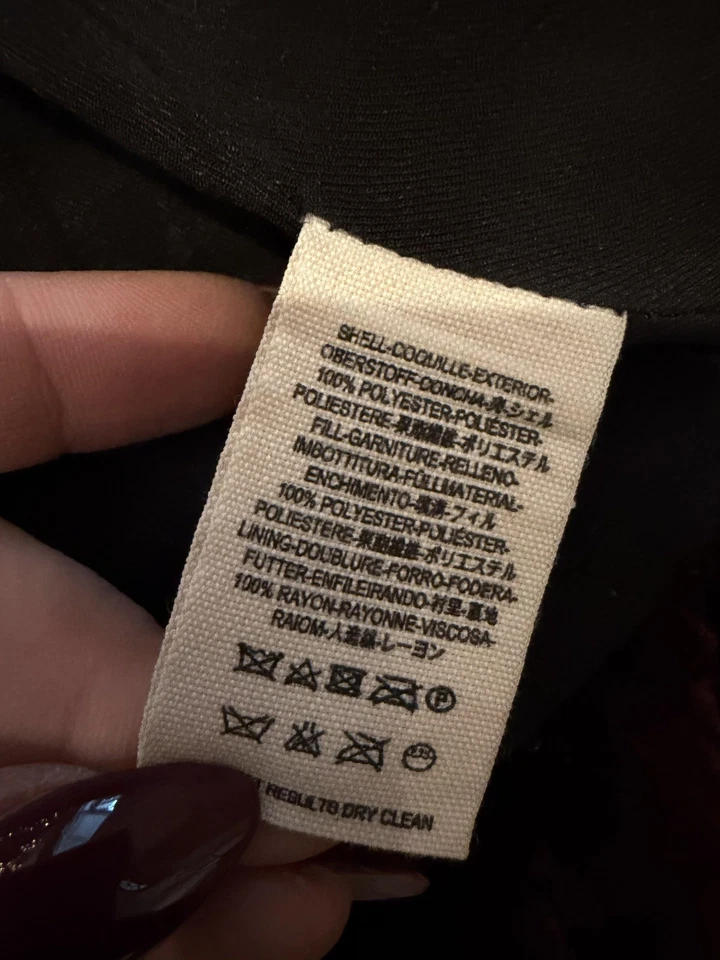 SHELL-COQUILLE-EXTERIOR-
OBERSTOFF-CONCHA-売-シェル
100% POLYESTER-POLIÉSTER-
POLIESTERE-聚酯纖維-ポリエステル
FILL-GARNITURE-RELLENO-
IMBOTTITURA-FÜLLMATERIAL-
ENCHIMENTO-填滿-フィル
100% POLYESTER-POLIÉSTER-
POLIESTERE-聚酯纖維-ポリエステル
LINING-DOUBLURE-FORRO-FODERA-
FUTTER-ENFILEIRANDO-衬里-裏地
100% RAYON-RAYONNE-VISCOSA-
RAIOM-人造絲-レーヨン
P
RESULTS DRY CLEAN